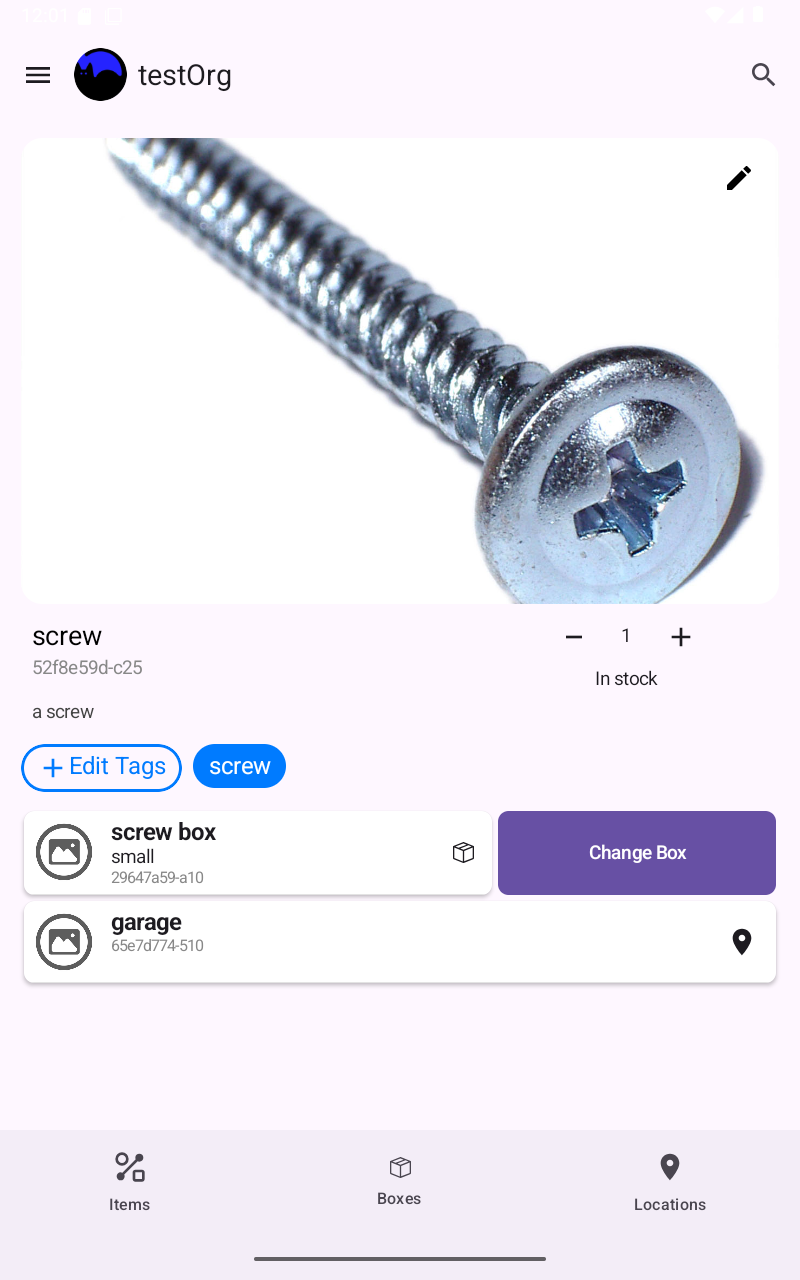 12:01
testOrg
screw
1
52f8e59d-c25
In stock
a screw
Edit Tags
screw
screw box
small
29647a59-a10
Change Box
garage
65e7d774-510
Items
Boxes
Locations